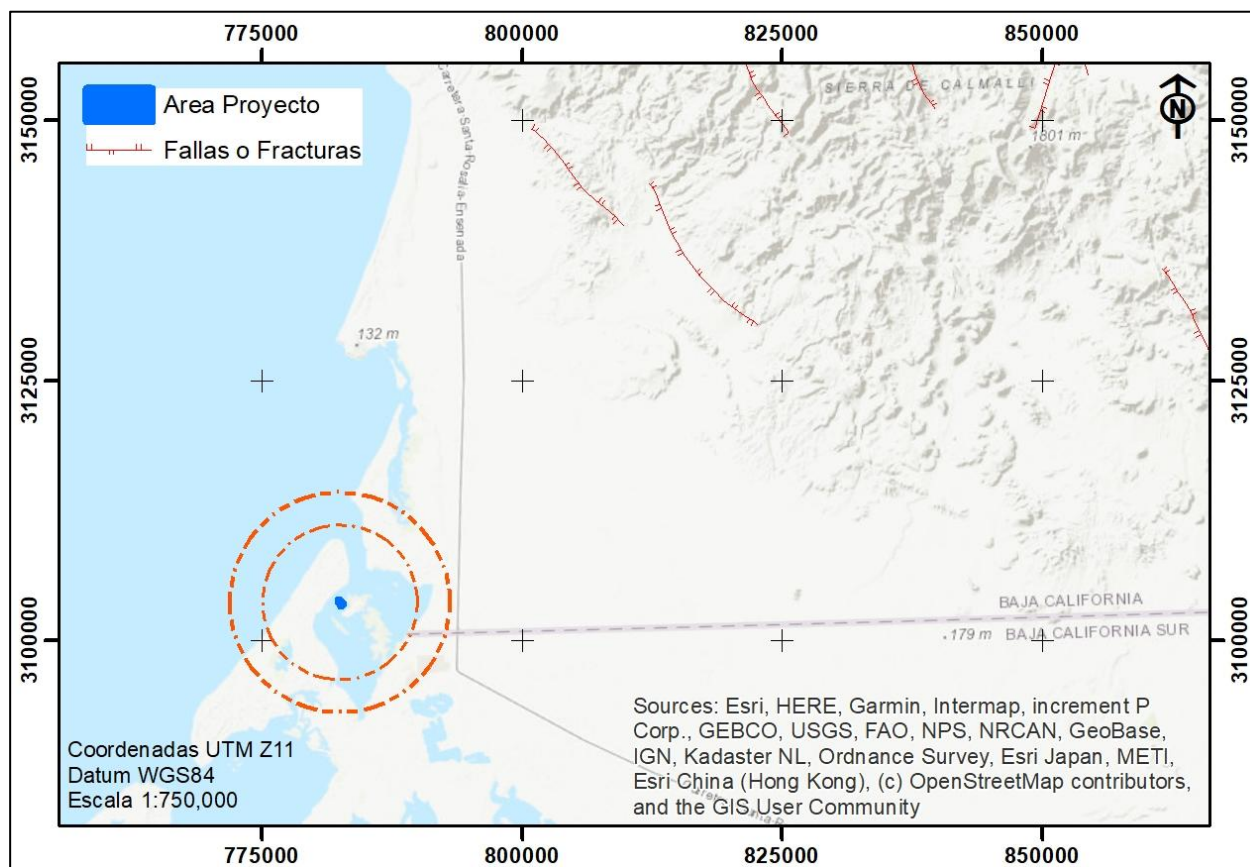 775000 800000 825000 850000
Area Proyecto
Fallas o Fracturas
Carretera-Santa-Rosalia-Ensenada
SIERRA DE CALMALLI
N
1801 m
3150000 3150000
132 m
3125000 3125000
BAJA CALIFORNIA
BAJA CALIFORNIA SUR
179 m
3100000 3100000
Coordenadas UTM Z11
Datum WGS84
Escala 1:750,000
Sources: Esri, HERE, Garmin, Intermap, increment P
Corp., GEBCO, USGS, FAO, NPS, NRCAN, GeoBase,
IGN, Kadaster NL, Ordnance Survey, Esri Japan, METI,
Esri China (Hong Kong), (c) OpenStreetMap contributors,
and the GIS User Community
775000 800000 825000 850000